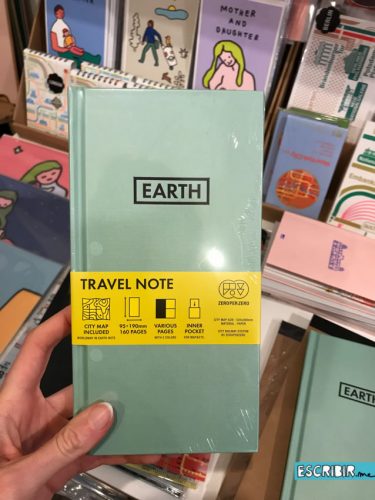 MOTHER
AND
DAUGHTER
BERLIN
EARTH
TRAVEL NOTE
ZEROPERZERO
CITY MAP
INCLUDED
95×190mm
160 PAGES
VARIOUS
PAGES
INNER
POCKET
EARTH
ESCRIBIR.me